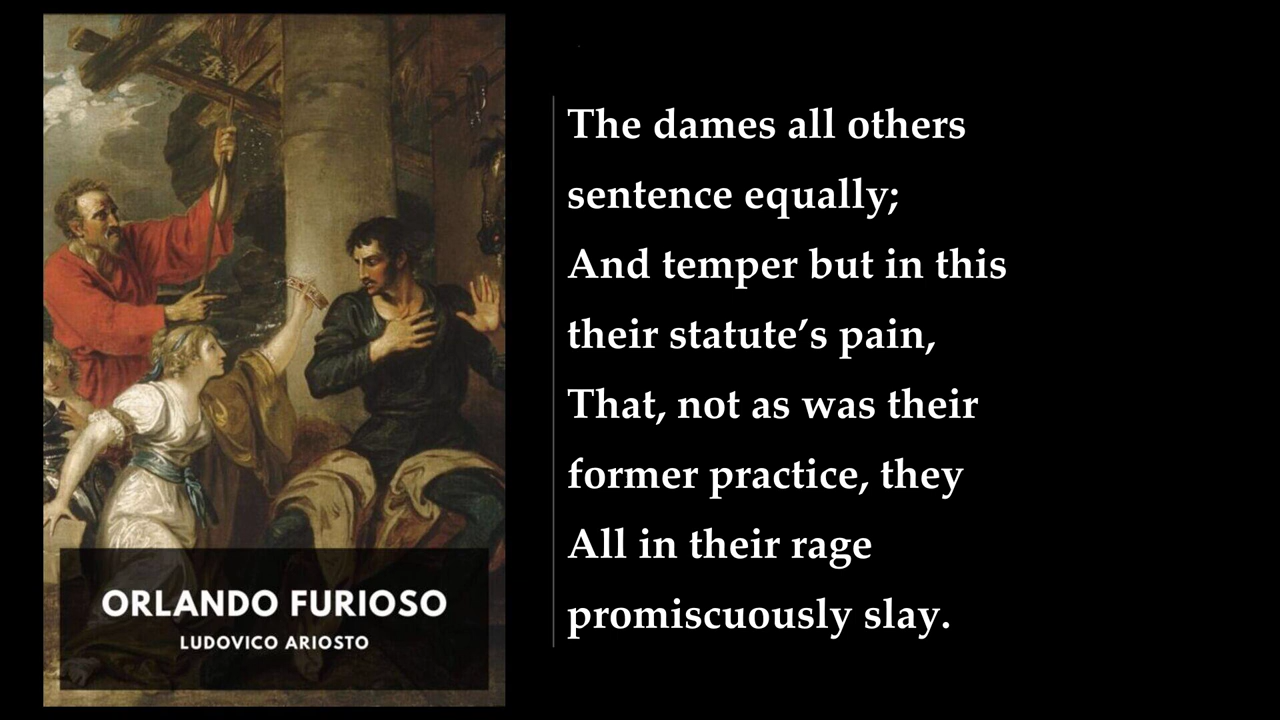 ORLANDO FURIOSO
LUDOVICO ARIOSTO
The dames all others
sentence equally;
And temper but in this
their statute’s pain,
That, not as was their
former practice, they
All in their rage
promiscuously slay.